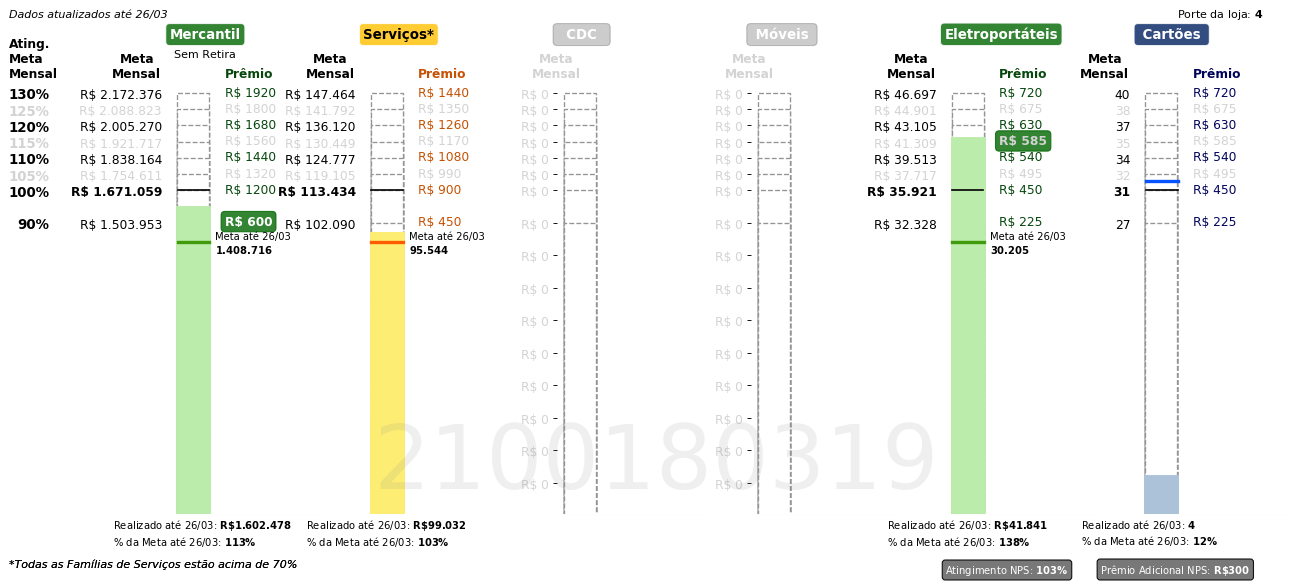 Dados atualizados até 26/03
Porte da loja: 4
Mercantil
Serviços*
CDC
Móveis
Eletroportáteis
Cartões
Sem Retira
Ating. Meta Mensal
Meta Mensal Prêmio Meta Mensal Prêmio Meta Mensal Meta Mensal Meta Mensal Prêmio Meta Mensal Prêmio
130% R$ 2.172.376 R$ 1920 R$ 147.464 R$ 1440 R$ 0 R$ 0 R$ 46.697 R$ 720 40 R$ 720
125% R$ 2.088.823 R$ 1800 R$ 141.792 R$ 1350 R$ 0 R$ 0 R$ 44.901 R$ 675 38 R$ 675
120% R$ 2.005.270 R$ 1680 R$ 136.120 R$ 1260 R$ 0 R$ 0 R$ 43.105 R$ 630 37 R$ 630
115% R$ 1.921.717 R$ 1560 R$ 130.449 R$ 1170 R$ 0 R$ 0 R$ 41.309 R$ 585 35 R$ 585
110% R$ 1.838.164 R$ 1440 R$ 124.777 R$ 1080 R$ 0 R$ 0 R$ 39.513 R$ 540 34 R$ 540
105% R$ 1.754.611 R$ 1320 R$ 119.105 R$ 990 R$ 0 R$ 0 R$ 37.717 R$ 495 32 R$ 495
100% R$ 1.671.059 R$ 1200 R$ 113.434 R$ 900 R$ 0 R$ 0 R$ 35.921 R$ 450 31 R$ 450
90% R$ 1.503.953 R$ 600 R$ 102.090 R$ 450 R$ 0 R$ 0 R$ 32.328 R$ 225 27 R$ 225
Meta até 26/03 Meta até 26/03 Meta até 26/03
1.408.716 95.544 30.205
R$ 0 R$ 0
R$ 0 R$ 0
R$ 0 R$ 0
R$ 0 R$ 0
R$ 0 R$ 0
R$ 0 R$ 0
R$ 0 R$ 0
R$ 0 R$ 0
2100180319
Realizado até 26/03: R$1.602.478 Realizado até 26/03: R$99.032 Realizado até 26/03: R$41.841 Realizado até 26/03: 4
% da Meta até 26/03: 113% % da Meta até 26/03: 103% % da Meta até 26/03: 138% % da Meta até 26/03: 12%
*Todas as Famílias de Serviços estão acima de 70%
Atingimento NPS: 103%
Prêmio Adicional NPS: R$300